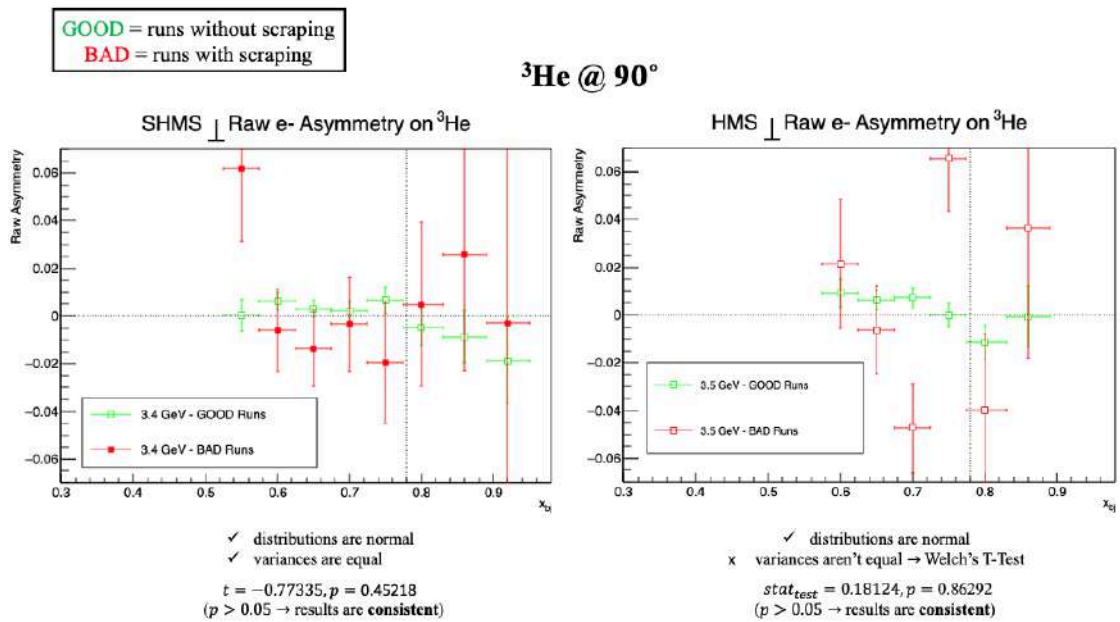 GOOD = runs without scraping
BAD = runs with scraping
³He @ 90°
SHMS ⊥ Raw e- Asymmetry on ³He
Raw Asymmetry
0.06
0.04
0.02
0
−0.02
−0.04
−0.06
3.4 GeV - GOOD Runs
3.4 GeV - BAD Runs
0.3 0.4 0.5 0.6 0.7 0.8 0.9
x_bj
✓ distributions are normal
✓ variances are equal
t = −0.77335, p = 0.45218
(p > 0.05 → results are consistent)
HMS ⊥ Raw e- Asymmetry on ³He
Raw Asymmetry
0.06
0.04
0.02
0
−0.02
−0.04
−0.06
3.5 GeV - GOOD Runs
3.5 GeV - BAD Runs
0.3 0.4 0.5 0.6 0.7 0.8 0.9
x_bj
✓ distributions are normal
x variances aren't equal → Welch's T-Test
stat_test = 0.18124, p = 0.86292
(p > 0.05 → results are consistent)